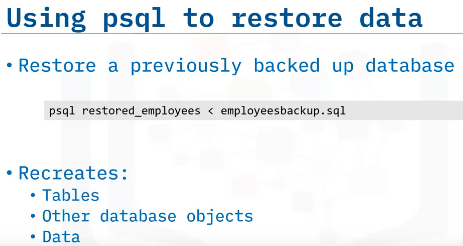 Using psql to restore data
• Restore a previously backed up database
psql restored_employees < employeesbackup.sql
• Recreates:
• Tables
• Other database objects
• Data